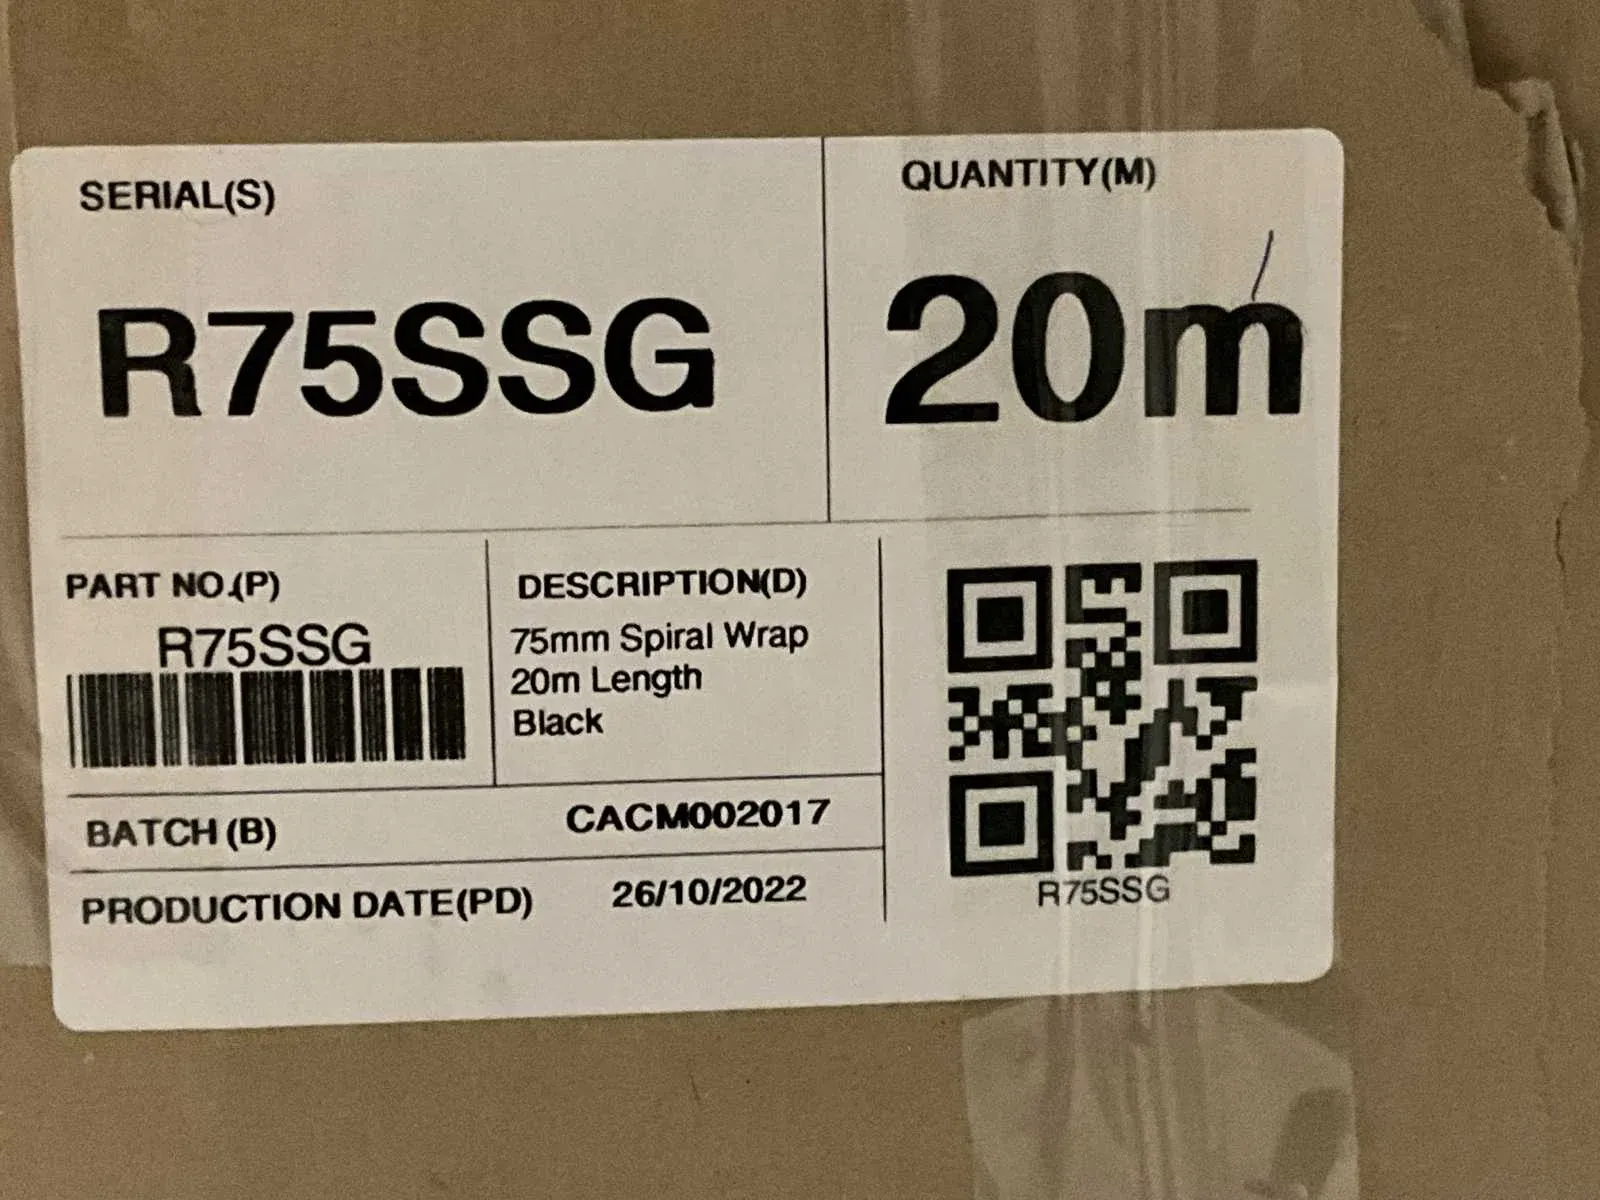 SERIAL(S)
R75SSG
QUANTITY(M)
20m
PART NO.(P)
R75SSG
DESCRIPTION(D)
75mm Spiral Wrap
20m Length
Black
R75SSG
BATCH (B)
CACM002017
PRODUCTION DATE(PD)
26/10/2022